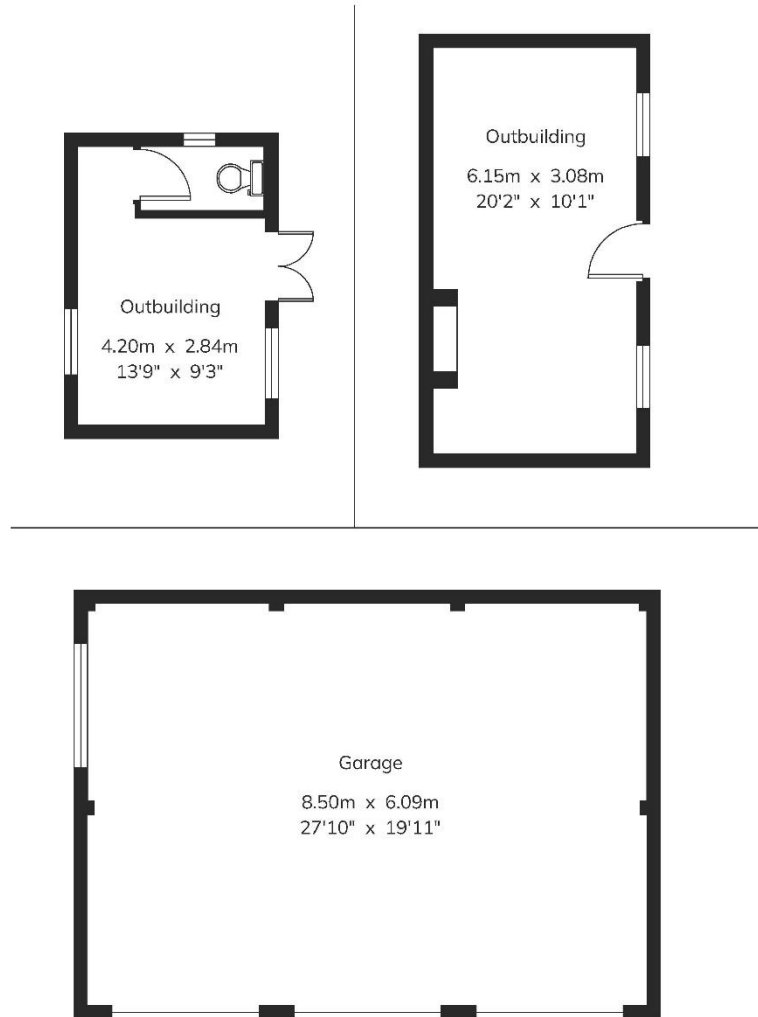 Outbuilding
4.20m x 2.84m
13'9" x 9'3"
Outbuilding
6.15m x 3.08m
20'2" x 10'1"
Garage
8.50m x 6.09m
27'10" x 19'11"